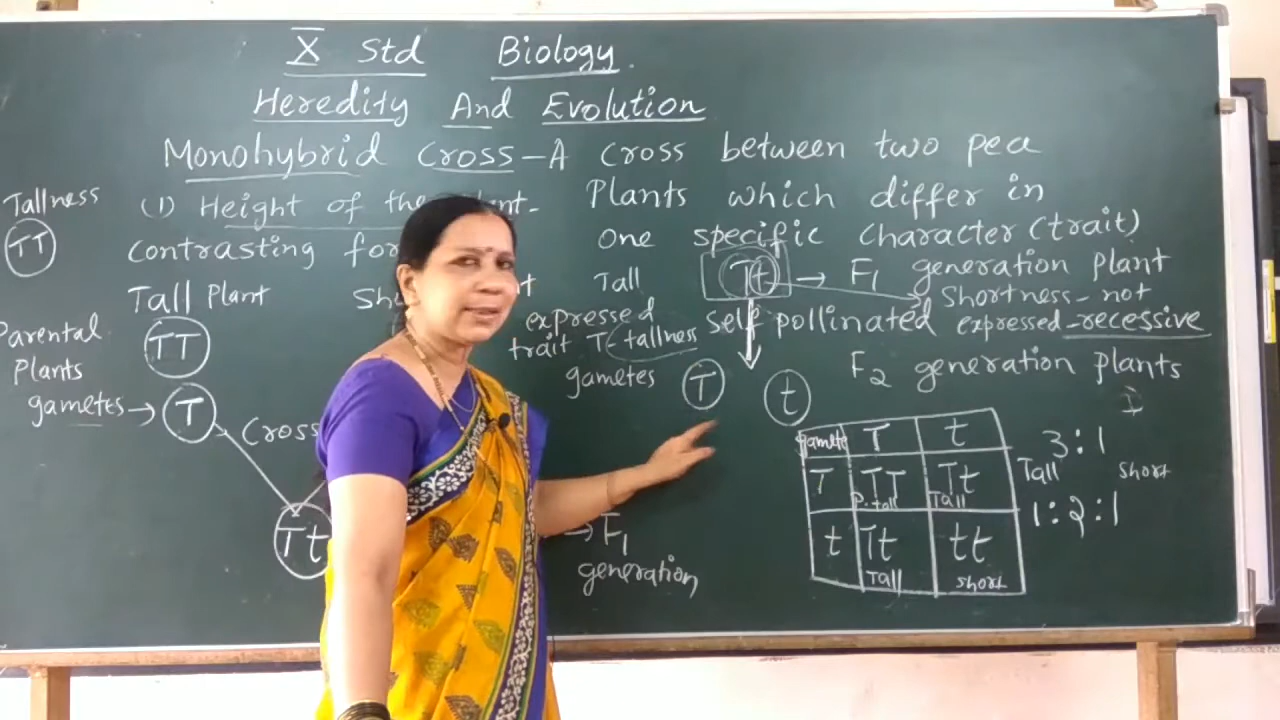 X Std Biology.
Heredity And Evolution
Monohybrid Cross - A cross between two pea
Plants which differ in
one specific character (trait)
Tallness
TT
(1) Height of the
contrasting
Tall Plant
TT
Parental
Plants
gametes → T
Cross
Tt
→ F1
generation
Tall
Tt → F1 generation plant
Shortness - not
expressed - recessive
expressed
trait T - tallness
Self pollinated
F2 generation plants
gametes T t
gamete T t
T TT Tt
P. tall Tall
t Tt tt
Tall short
3:1
Tall short
1:2:1